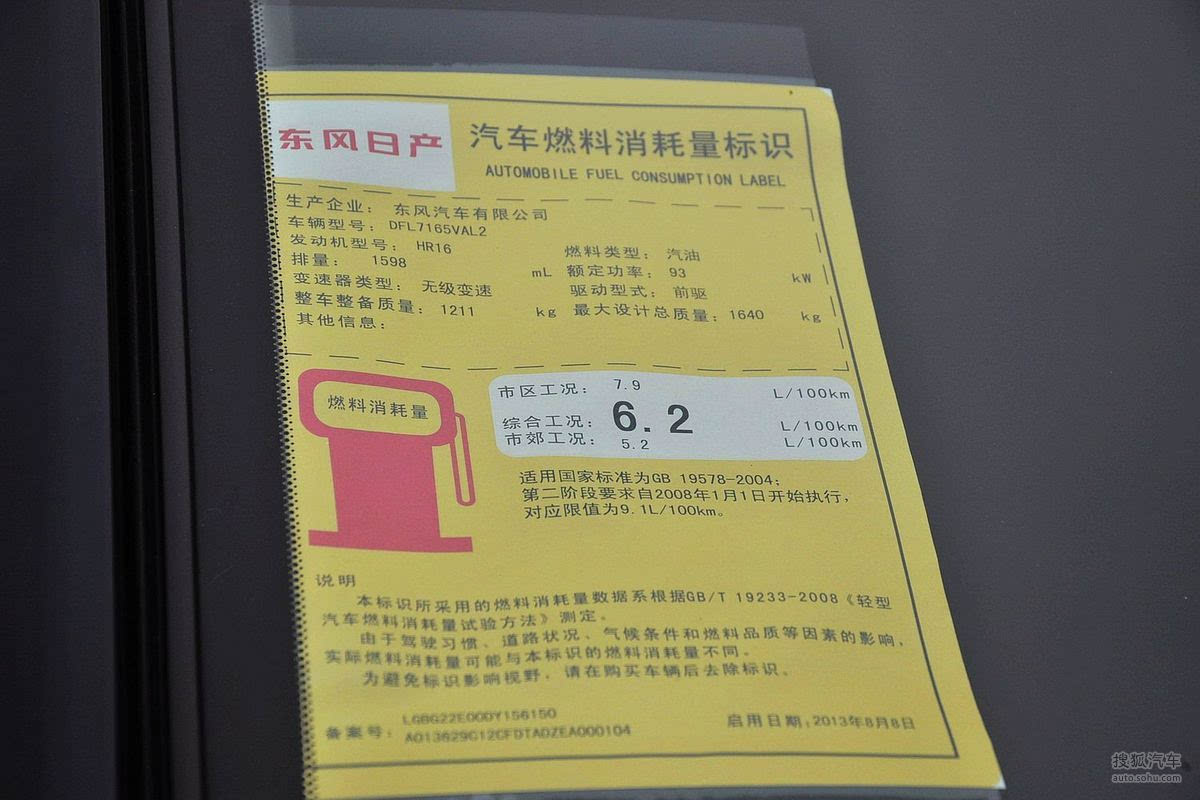 东风日产
汽车燃料消耗量标识
AUTOMOBILE FUEL CONSUMPTION LABEL
生产企业: 东风汽车有限公司
车辆型号: DFL7165VAL2
发动机型号: HR16 燃料类型: 汽油
排量: 1598 mL 额定功率: 93 kW
变速器类型: 无级变速 驱动型式: 前驱
整车整备质量: 1211 kg 最大设计总质量: 1640 kg
其他信息:
燃料消耗量
市区工况: 7.9 L/100km
综合工况: 6.2 L/100km
市郊工况: 5.2 L/100km
适用国家标准为GB 19578-2004;
第二阶段要求自2008年1月1日开始执行,
对应限值为9.1L/100km。
说明
本标识所采用的燃料消耗量数据系根据GB/T 19233-2008《轻型
汽车燃料消耗量试验方法》测定。
由于驾驶习惯、道路状况、气候条件和燃料品质等因素的影响,
实际燃料消耗量可能与本标识的燃料消耗量不同。
为避免标识影响视野,请在购买车辆后去除标识。
LGBG22E00DY156150
备案号: A013629C12CFDTADZEA000104
启用日期:2013年8月8日
搜狐汽车
auto.sohu.com